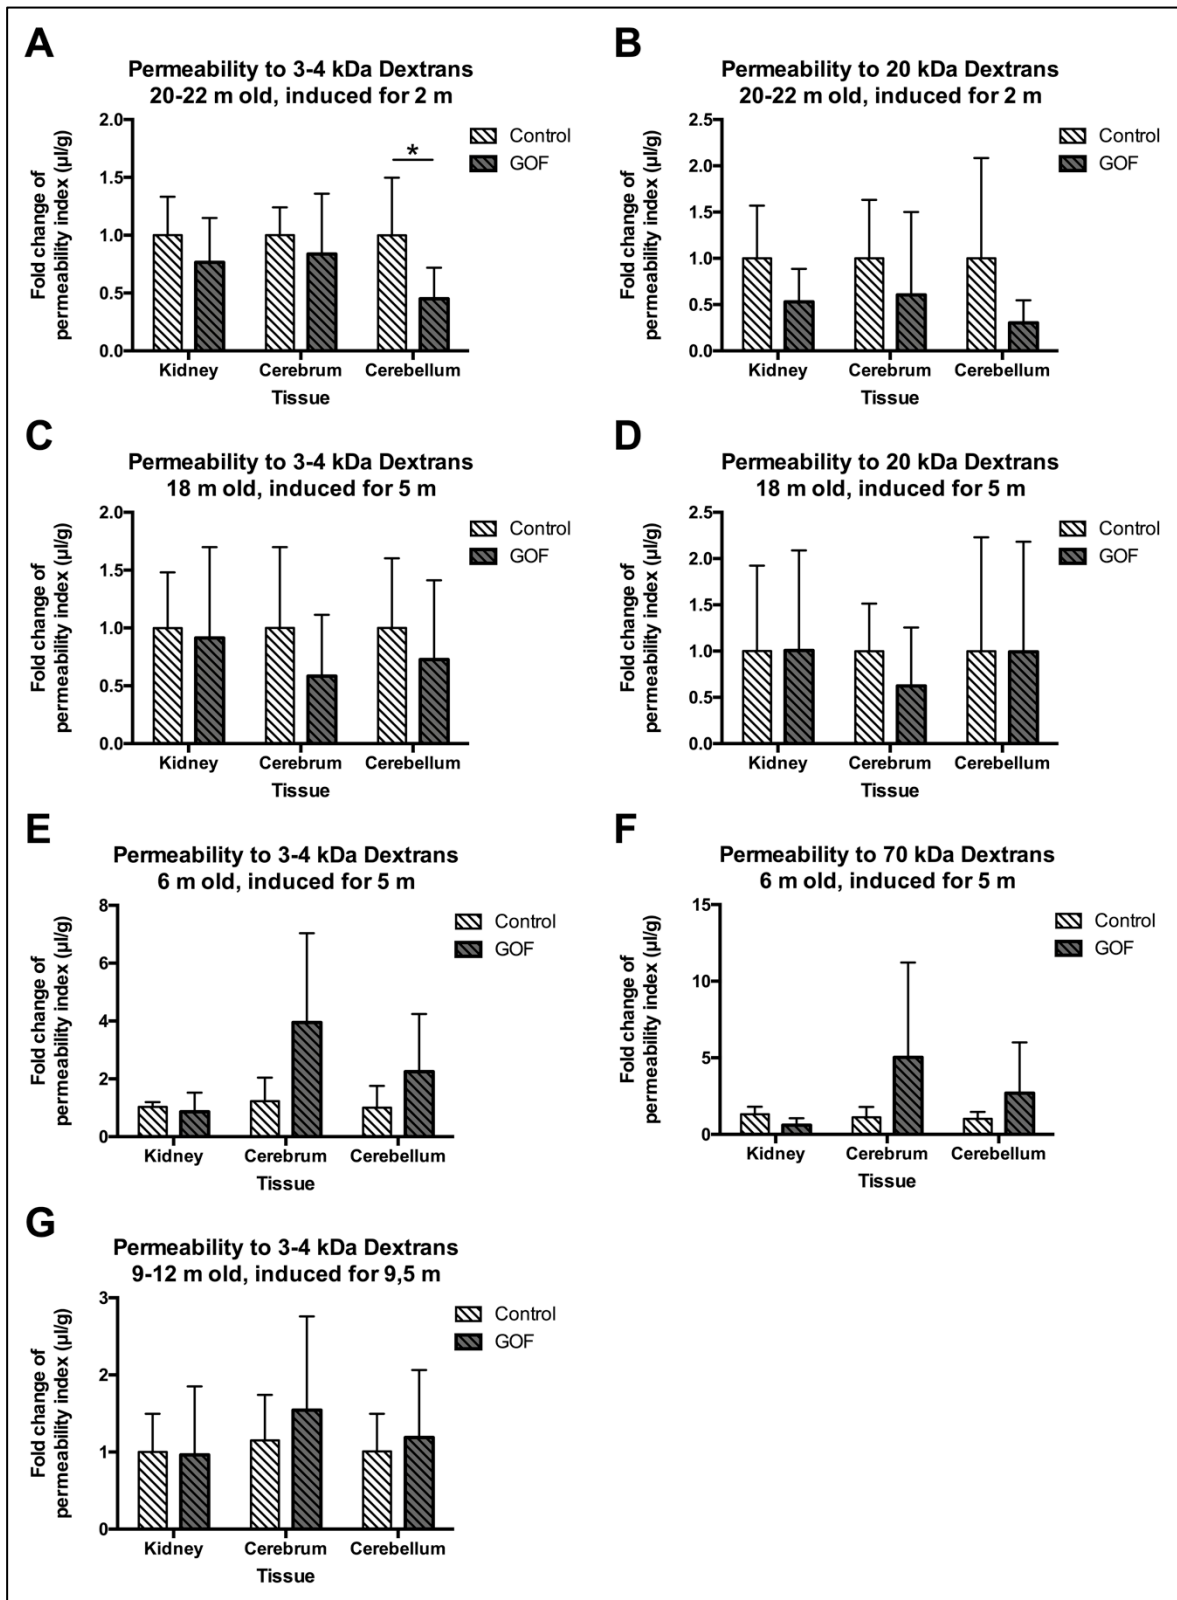 A
Permeability to 3-4 kDa Dextrans
20-22 m old, induced for 2 m
Fold change of
permeability index (µl/g)
2.0
1.5
1.0
0.5
0.0
*
Control
GOF
Kidney Cerebrum Cerebellum
Tissue
B
Permeability to 20 kDa Dextrans
20-22 m old, induced for 2 m
Fold change of
permeability index (µl/g)
2.5
2.0
1.5
1.0
0.5
0.0
Control
GOF
Kidney Cerebrum Cerebellum
Tissue
C
Permeability to 3-4 kDa Dextrans
18 m old, induced for 5 m
Fold change of
permeability index (µl/g)
2.0
1.5
1.0
0.5
0.0
Control
GOF
Kidney Cerebrum Cerebellum
Tissue
D
Permeability to 20 kDa Dextrans
18 m old, induced for 5 m
Fold change of
permeability index (µl/g)
2.5
2.0
1.5
1.0
0.5
0.0
Control
GOF
Kidney Cerebrum Cerebellum
Tissue
E
Permeability to 3-4 kDa Dextrans
6 m old, induced for 5 m
Fold change of
permeability index (µl/g)
8
6
4
2
0
Control
GOF
Kidney Cerebrum Cerebellum
Tissue
F
Permeability to 70 kDa Dextrans
6 m old, induced for 5 m
Fold change of
permeability index (µl/g)
15
10
5
0
Control
GOF
Kidney Cerebrum Cerebellum
Tissue
G
Permeability to 3-4 kDa Dextrans
9-12 m old, induced for 9,5 m
Fold change of
permeability index (µl/g)
3
2
1
0
Control
GOF
Kidney Cerebrum Cerebellum
Tissue